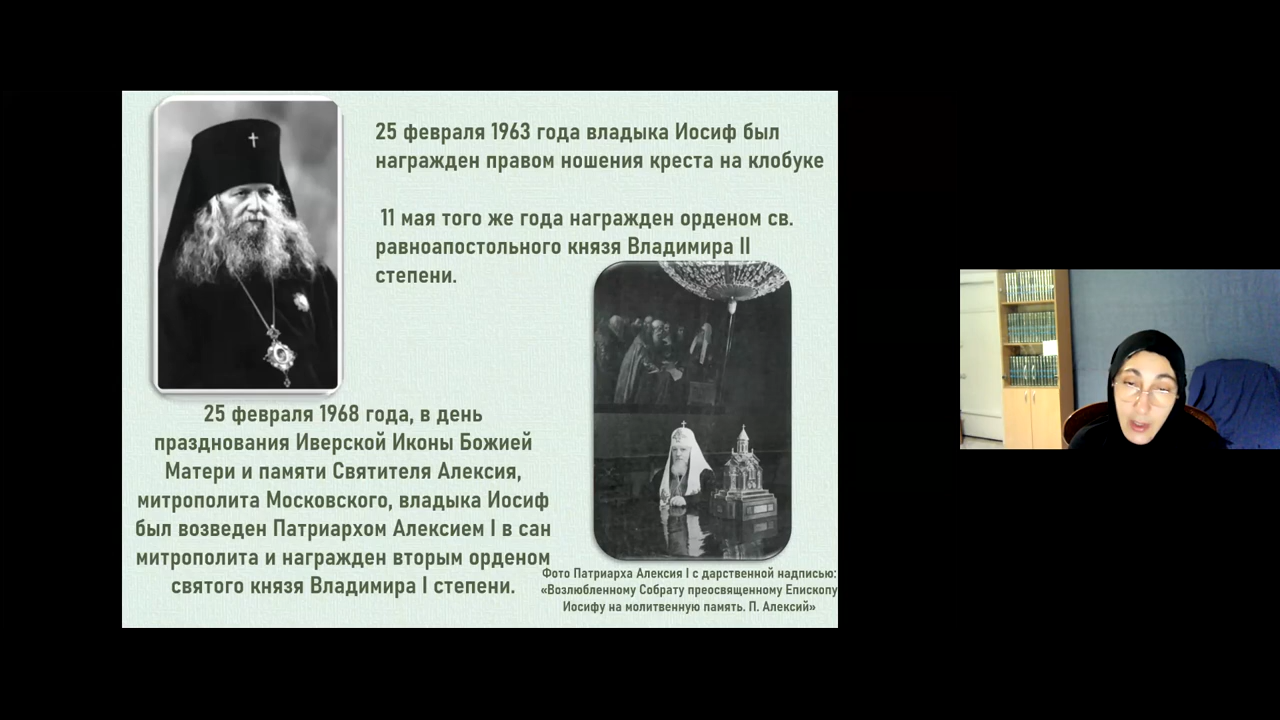 25 февраля 1963 года владыка Иосиф был
награжден правом ношения креста на клобуке
11 мая того же года награжден орденом св.
равноапостольного князя Владимира II
степени.
25 февраля 1968 года, в день
празднования Иверской Иконы Божией
Матери и памяти Святителя Алексия,
митрополита Московского, владыка Иосиф
был возведен Патриархом Алексием I в сан
митрополита и награжден вторым орденом
святого князя Владимира I степени.
Фото Патриарха Алексия I с дарственной надписью:
«Возлюбленному Собрату преосвященному Епископу
Иосифу на молитвенную память. П. Алексий»